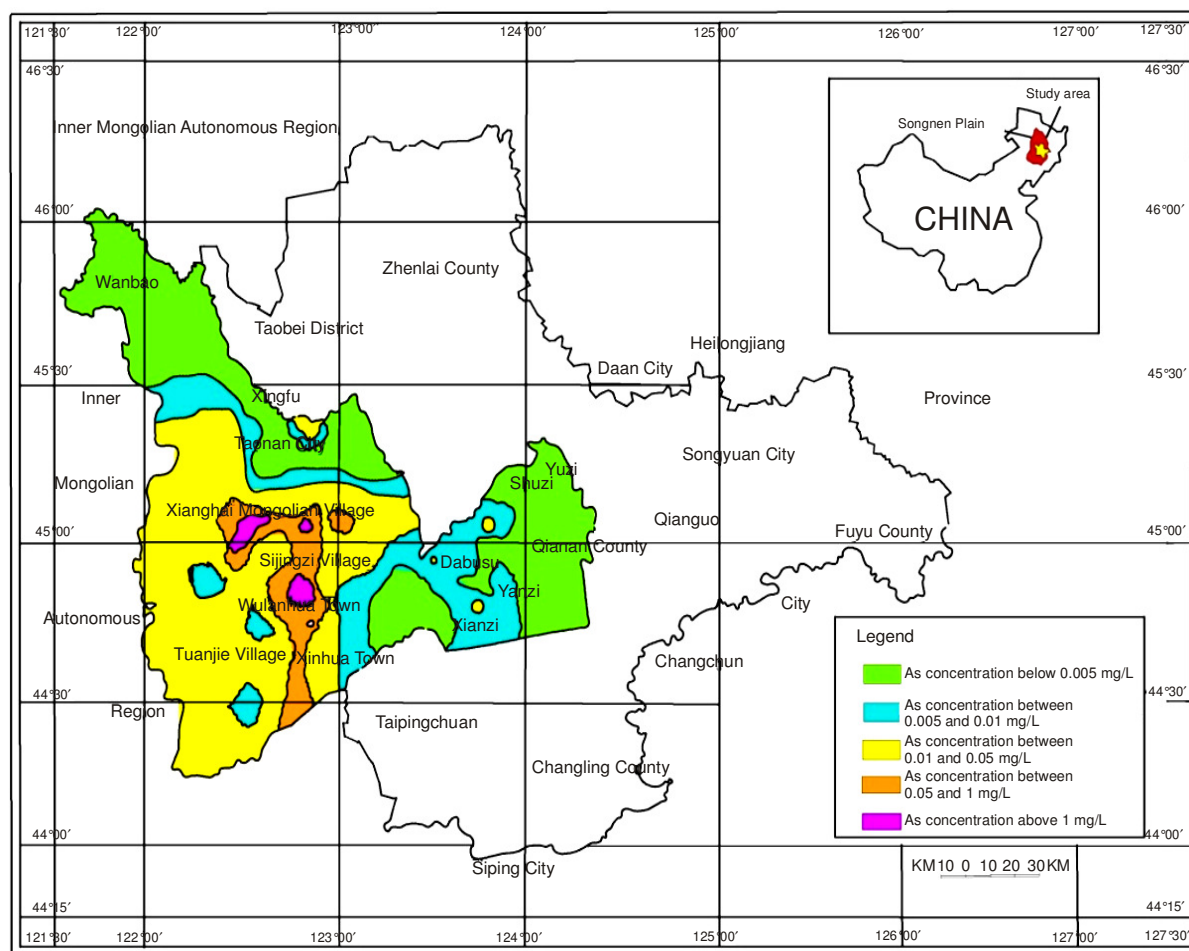 121°30′ 122°00′ 123°00′ 124°00′ 125°00′ 126°00′ 127°00′ 127°30′
46°30′ 46°30′
Study area
Songnen Plain
Inner Mongolian Autonomous Region
CHINA
46°00′ 46°00′
Zhenlai County
Wanbao
Taobei District
Heilongjiang
Daan City
45°30′ 45°30′
Inner
Xingfu
Province
Taonan City
Songyuan City
Yuzi
Shuzi
Mongolian
Xianghai Mongolian Village
Qianguo
Fuyu County
45°00′ 45°00′
Qianan County
Sijingzi Village
Dabusu
Yanzi
Wulanhua Town
City
Autonomous
Xianzi
Tuanjie Village
Xinhua Town
Changchun
Region
Taipingchuan
Changling County
44°30′ 44°30′
Legend
As concentration below 0.005 mg/L
As concentration between
0.005 and 0.01 mg/L
As concentration between
0.01 and 0.05 mg/L
As concentration between
0.05 and 1 mg/L
As concentration above 1 mg/L
44°00′ 44°00′
Siping City
KM10 0 10 20 30KM
44°15′ 44°15′
121°30′ 122°00′ 123°00′ 124°00′ 125°00′ 126°00′ 127°00′ 127°30′